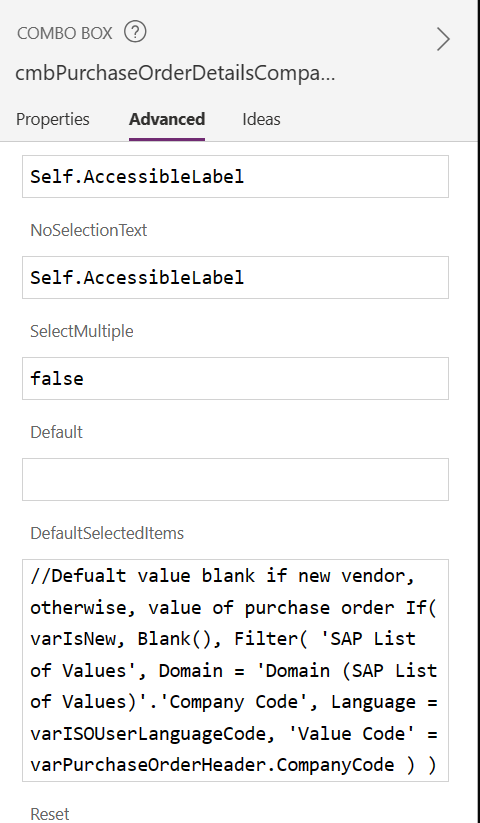 COMBO BOX ?
cmbPurchaseOrderDetailsCompa...
Properties Advanced Ideas
Self.AccessibleLabel
NoSelectionText
Self.AccessibleLabel
SelectMultiple
false
Default
DefaultSelectedItems
//Defualt value blank if new vendor,
otherwise, value of purchase order If(
varIsNew, Blank(), Filter( 'SAP List
of Values', Domain = 'Domain (SAP List
of Values)'.'Company Code', Language =
varISOUserLanguageCode, 'Value Code' =
varPurchaseOrderHeader.CompanyCode ) )
Reset